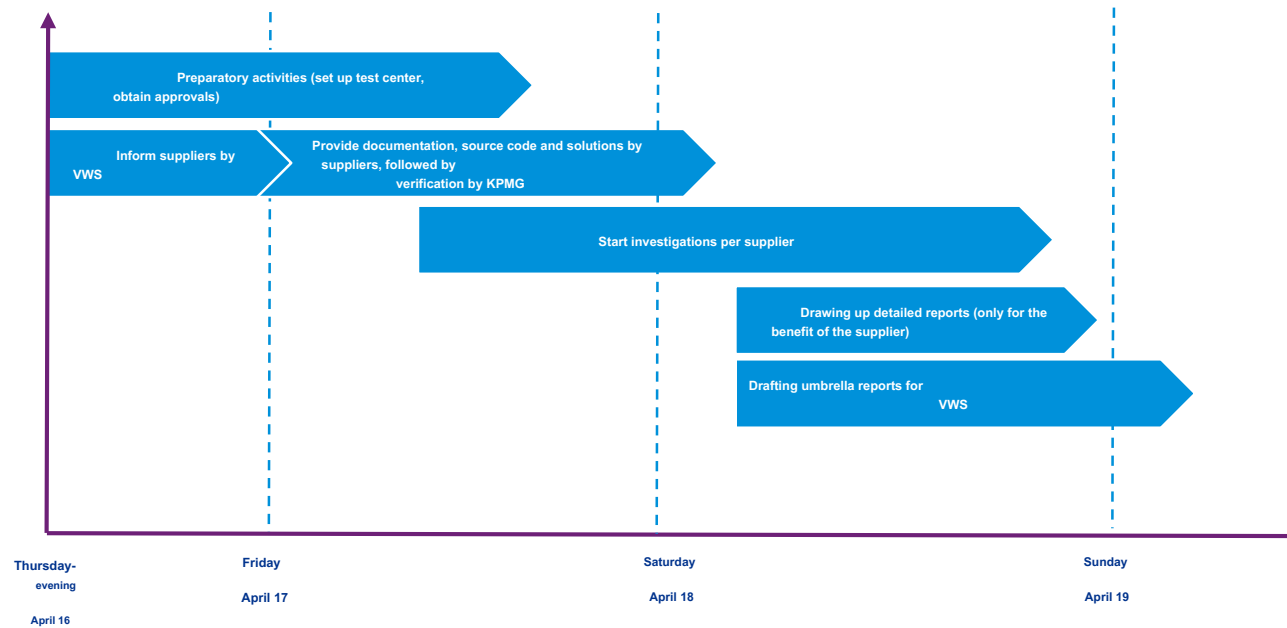 Preparatory activities (set up test center,
obtain approvals)
Inform suppliers by
VWS
Provide documentation, source code and solutions by
suppliers, followed by
verification by KPMG
Start investigations per supplier
Drawing up detailed reports (only for the
benefit of the supplier)
Drafting umbrella reports for
VWS
Thursday-
evening
April 16
Friday
April 17
Saturday
April 18
Sunday
April 19